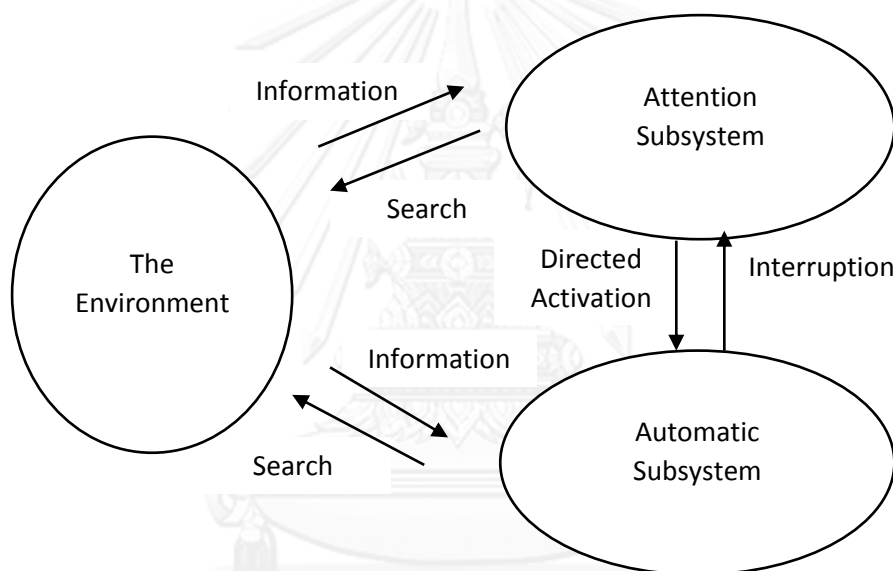 Information
Attention
Subsystem
Search
The
Environment
Directed
Activation
Interruption
Information
Automatic
Subsystem
Search